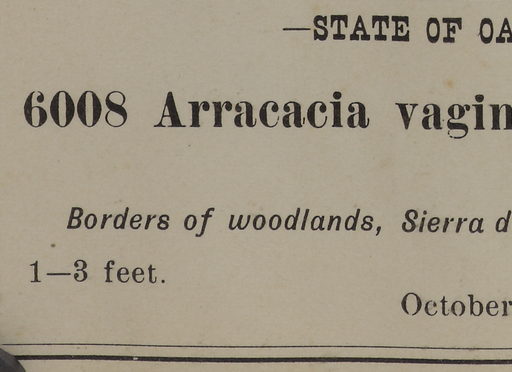 —STATE OF OA
6008 Arracacia vagin
Borders of woodlands, Sierra d
1—3 feet.
October